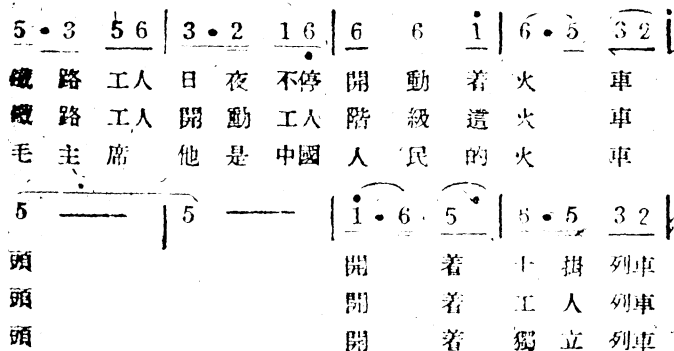 5 · 3 5 6 | 3 · 2 1 6 | 6 6 i | 6 · 5 3 2 |
鐵路工人日夜不停開動着火車
鐵路工人開動工人階級這火車
毛主席他是中國人民的火車
5 —— | 5 —— | i · 6 5 | 5 · 5 3 2 |
頭 開着 列車
頭 開着工人列車
頭 開着獨立列車